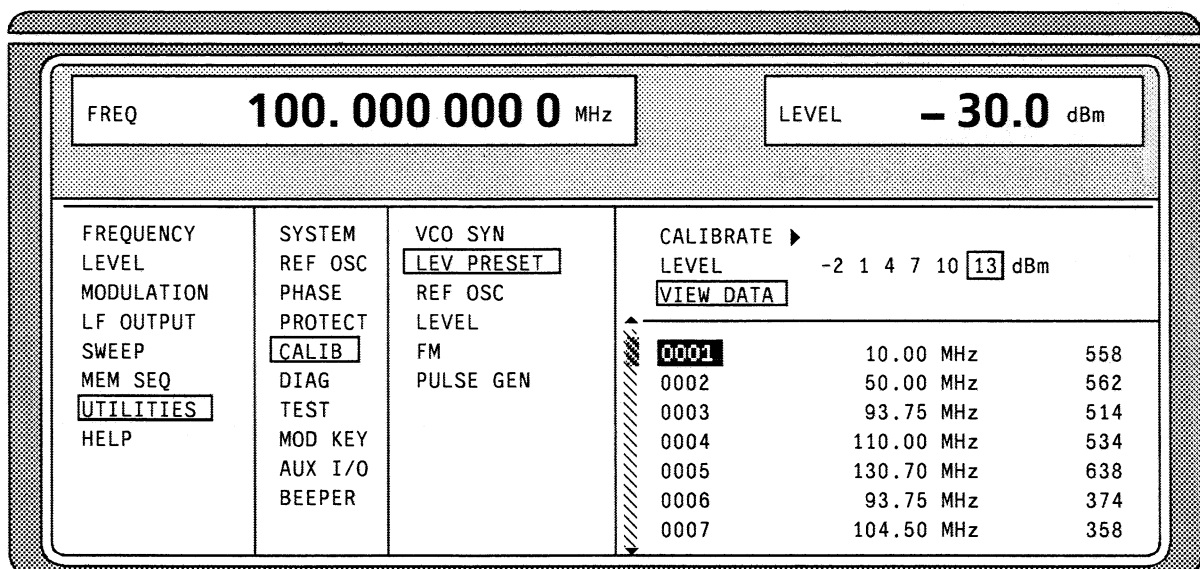 FREQ 100. 000 000 0 MHz
LEVEL – 30.0 dBm
FREQUENCY
LEVEL
MODULATION
LF OUTPUT
SWEEP
MEM SEQ
UTILITIES
HELP
SYSTEM
REF OSC
PHASE
PROTECT
CALIB
DIAG
TEST
MOD KEY
AUX I/O
BEEPER
VCO SYN
LEV PRESET
REF OSC
LEVEL
FM
PULSE GEN
CALIBRATE
LEVEL -2 1 4 7 10 13 dBm
VIEW DATA
0001 10.00 MHz 558
0002 50.00 MHz 562
0003 93.75 MHz 514
0004 110.00 MHz 534
0005 130.70 MHz 638
0006 93.75 MHz 374
0007 104.50 MHz 358